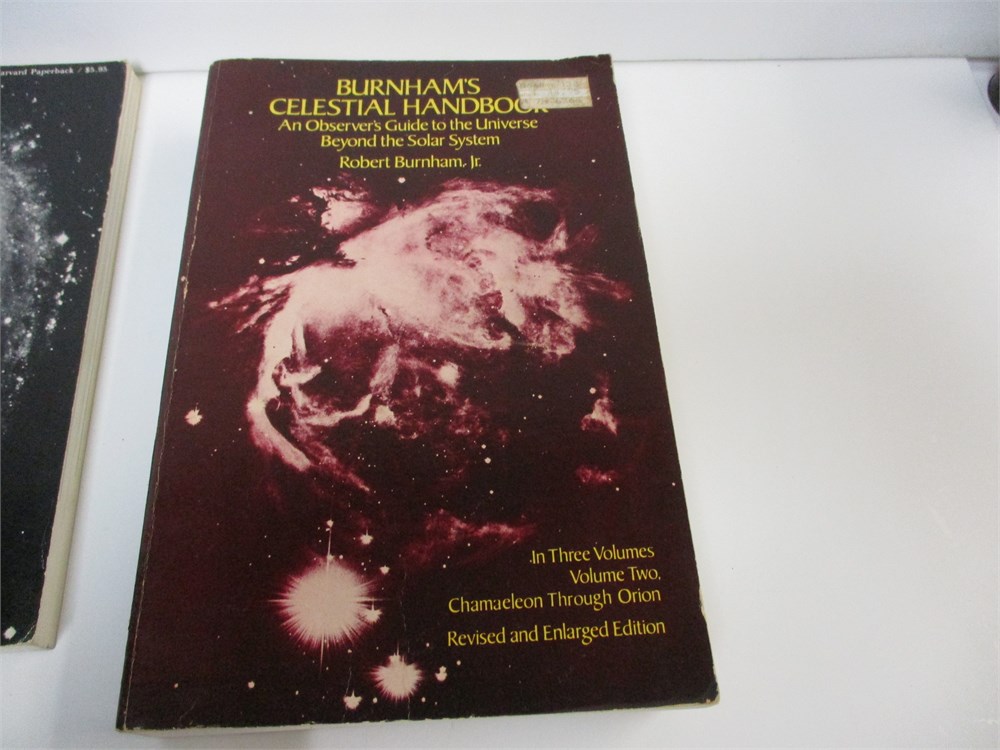 Harvard Paperback / $5.95
BURNHAM'S
CELESTIAL HANDBOOK
An Observer's Guide to the Universe
Beyond the Solar System
Robert Burnham, Jr.
In Three Volumes
Volume Two,
Chamaeleon Through Orion
Revised and Enlarged Edition